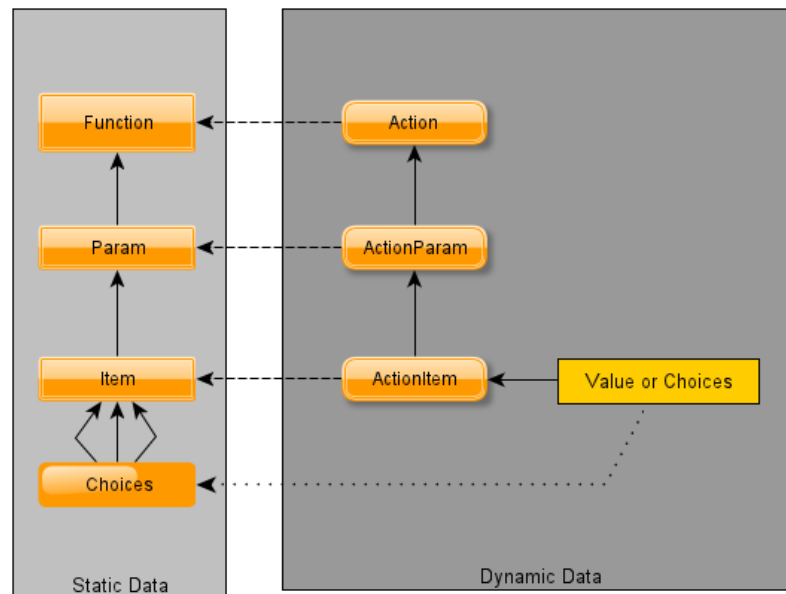 Function
Action
Param
ActionParam
Item
ActionItem
Value or Choices
Choices
Static Data
Dynamic Data